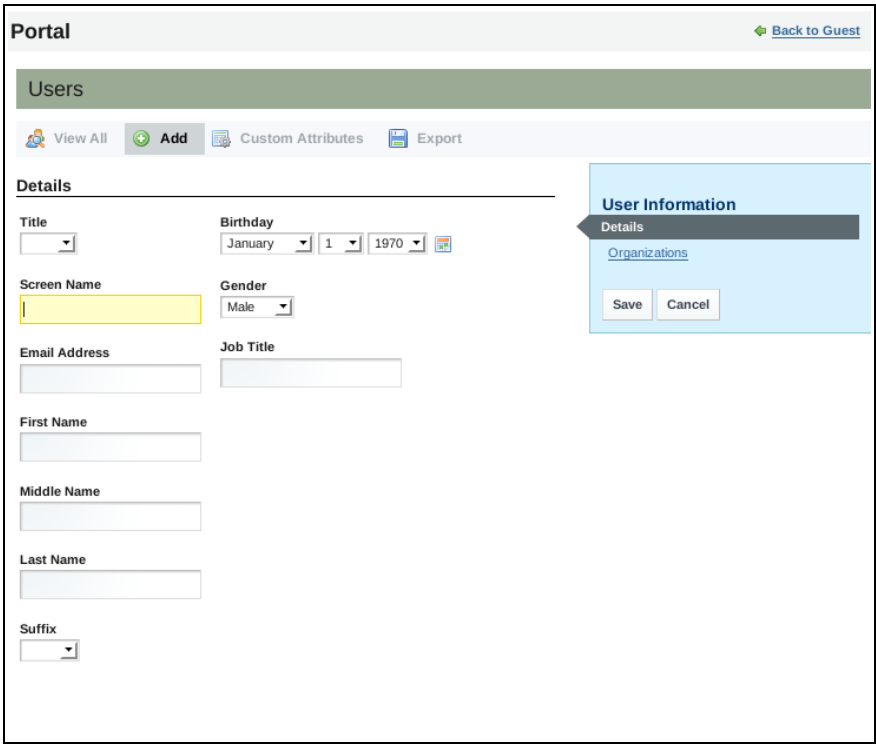 Portal
Back to Guest
Users
View All
Add
Custom Attributes
Export
Details
Title
Birthday
January 1 1970
Screen Name
Gender
Male
Email Address
Job Title
First Name
Middle Name
Last Name
Suffix
User Information
Details
Organizations
Save
Cancel